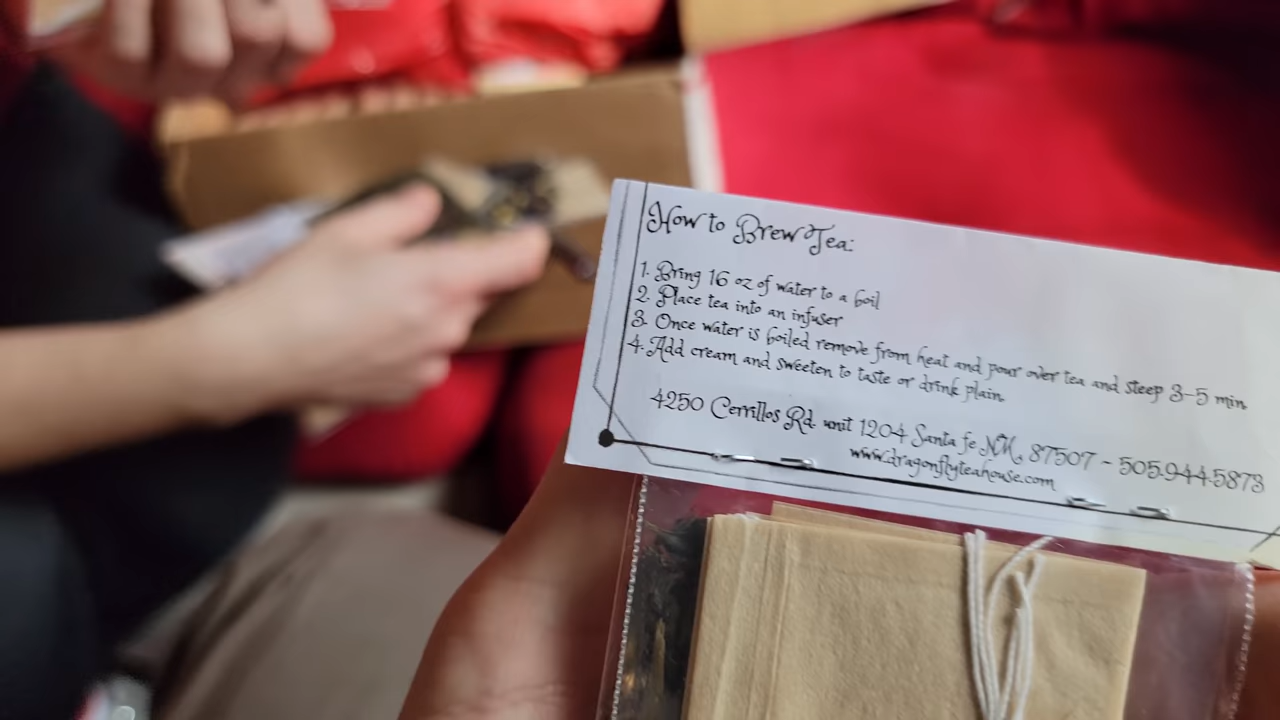 How to Brew Tea:
1. Bring 16 oz of water to a boil
2. Place tea into an infuser
3. Once water is boiled remove from heat and pour over tea and steep 3-5 min.
4. Add cream and sweeten to taste or drink plain.
4250 Cerrillos Rd. unit 1204 Santa fe NM, 87507 - 505.944.5873
www.dragonflyteahouse.com